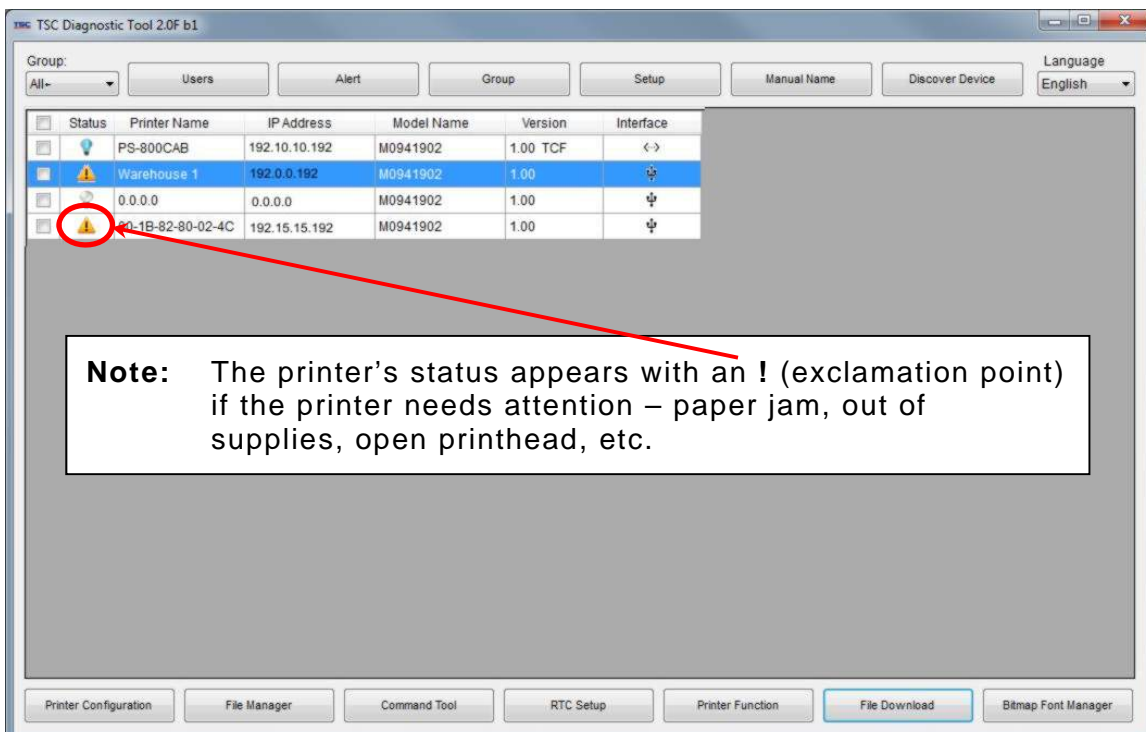 TSC TSC Diagnostic Tool 2.0F b1
Group:
Language
All- Users Alert Group Setup Manual Name Discover Device English
Status Printer Name IP Address Model Name Version Interface
PS-800CAB 192.10.10.192 M0941902 1.00 TCF
Warehouse 1 192.0.0.192 M0941902 1.00
0.0.0.0 0.0.0.0 M0941902 1.00
-1B-82-80-02-4C 192.15.15.192 M0941902 1.00
Note: The printer’s status appears with an ! (exclamation point)
if the printer needs attention – paper jam, out of
supplies, open printhead, etc.
Printer Configuration File Manager Command Tool RTC Setup Printer Function File Download Bitmap Font Manager